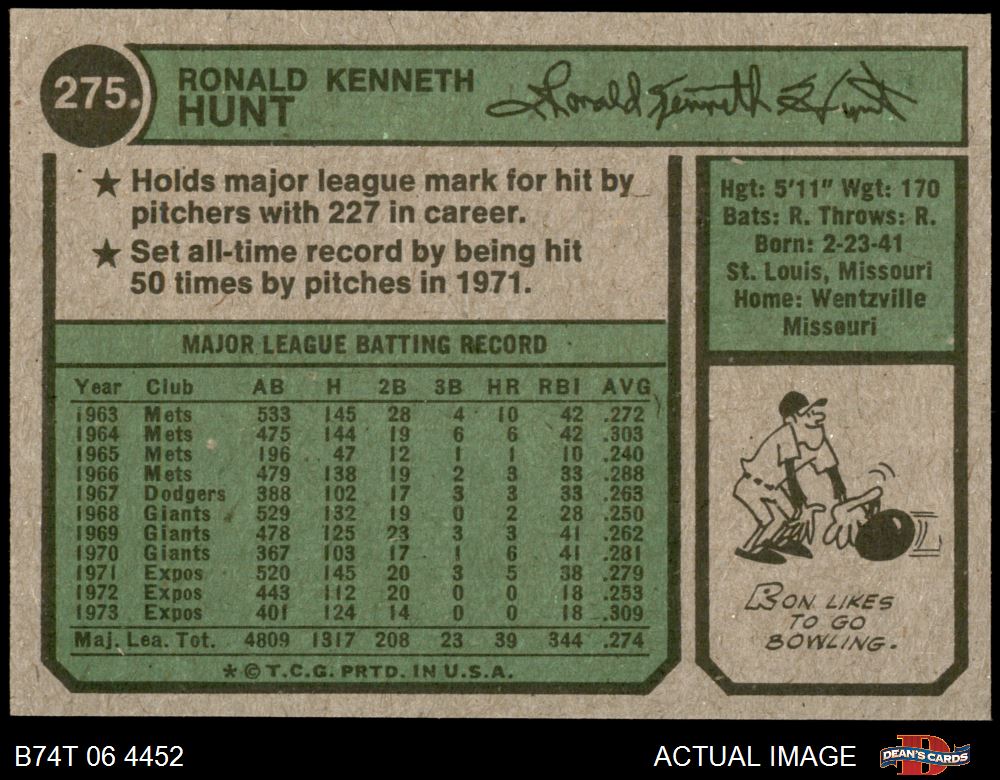 275.
RONALD KENNETH
HUNT
Ronald Kenneth Hunt
★ Holds major league mark for hit by
pitchers with 227 in career.
★ Set all-time record by being hit
50 times by pitches in 1971.
Hgt: 5'11" Wgt: 170
Bats: R. Throws: R.
Born: 2-23-41
St. Louis, Missouri
Home: Wentzville
Missouri
MAJOR LEAGUE BATTING RECORD
Year Club AB H 2B 3B HR RBI AVG
1963 Mets 533 145 28 4 10 42 .272
1964 Mets 475 144 19 6 6 42 .303
1965 Mets 196 47 12 1 1 10 .240
1966 Mets 479 138 19 2 3 33 .288
1967 Dodgers 388 102 17 3 3 33 .263
1968 Giants 529 132 19 0 2 28 .250
1969 Giants 478 125 23 3 3 41 .262
1970 Giants 367 103 17 1 6 41 .281
1971 Expos 520 145 20 3 5 38 .279
1972 Expos 443 112 20 0 0 18 .253
1973 Expos 401 124 14 0 0 18 .309
Maj. Lea. Tot. 4809 1317 208 23 39 344 .274
* © T.C.G. PRTD. IN U.S.A.
RON LIKES
TO GO
BOWLING.
B74T 06 4452
ACTUAL IMAGE
D
DEAN'S CARDS